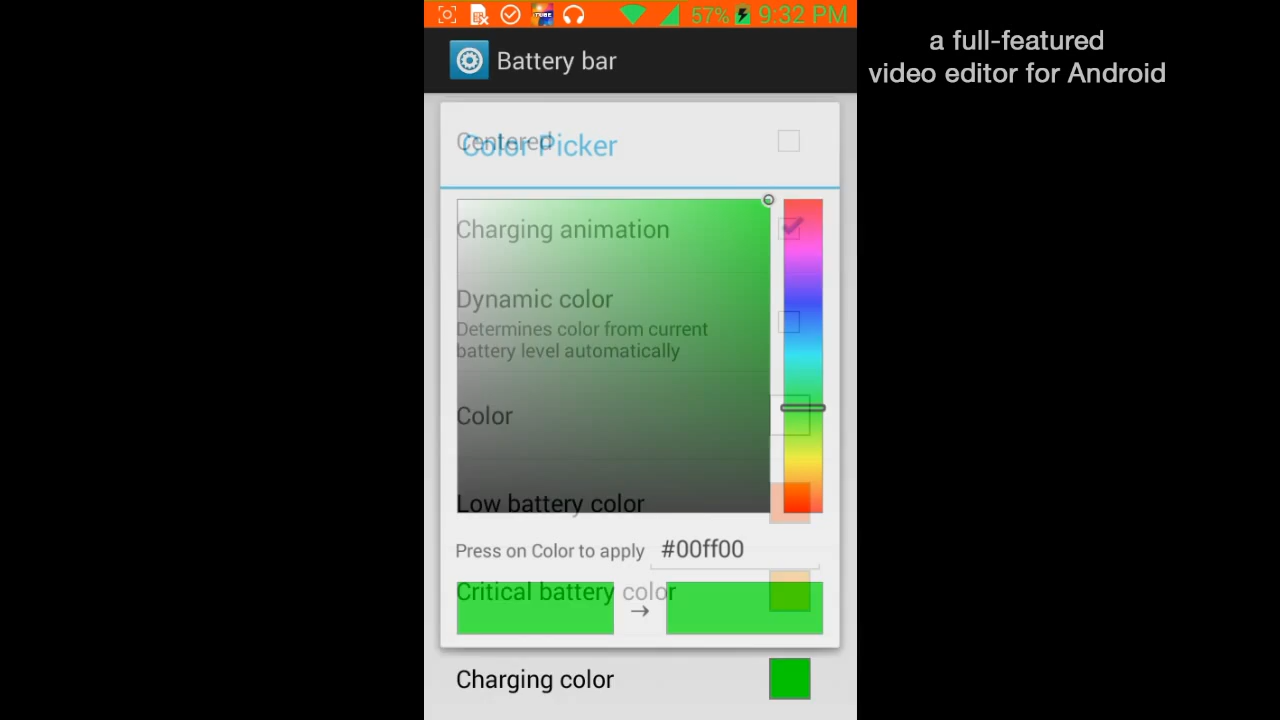 57% 9:32 PM
a full-featured
video editor for Android
Battery bar
Centered
Color Picker
Charging animation
Dynamic color
Determines color from current
battery level automatically
Color
Low battery color
Press on Color to apply #00ff00
Critical battery color
→
Charging color